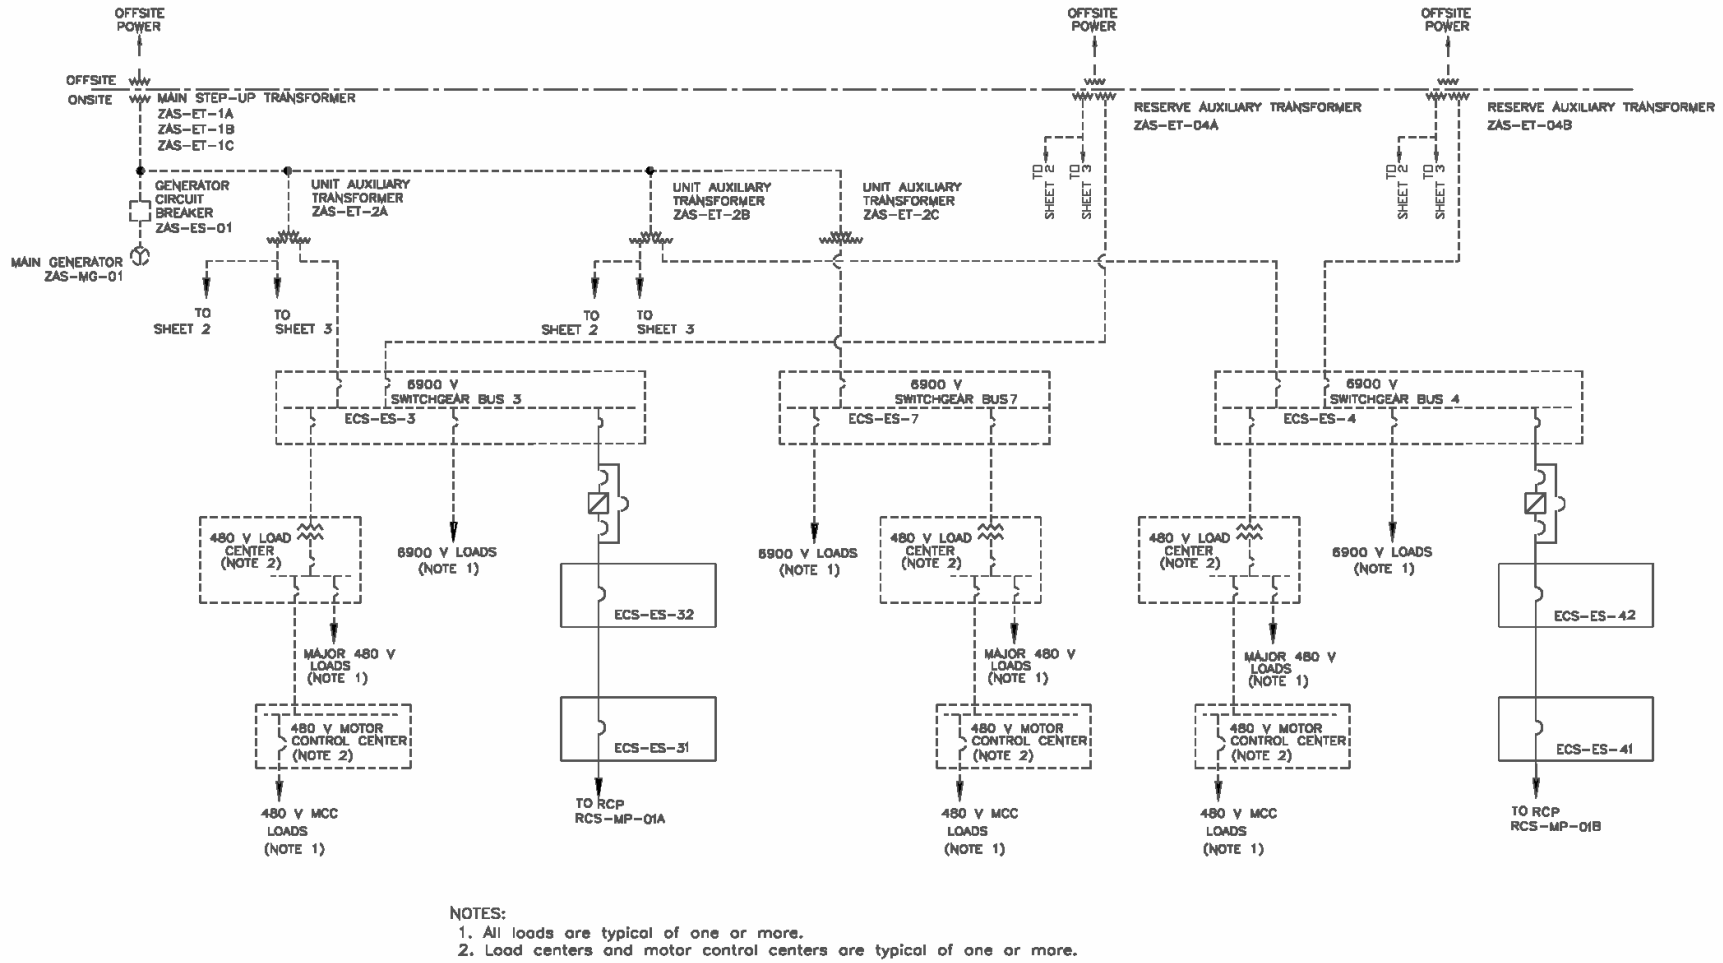 OFFSITE
POWER
OFFSITE
POWER
OFFSITE
POWER
OFFSITE
ONSITE
MAIN STEP-UP TRANSFORMER
ZAS-ET-1A
ZAS-ET-1B
ZAS-ET-1C
RESERVE AUXILIARY TRANSFORMER
ZAS-ET-04A
RESERVE AUXILIARY TRANSFORMER
ZAS-ET-04B
TO
SHEET 2
TO
SHEET 3
TO
SHEET 2
TO
SHEET 3
GENERATOR
CIRCUIT
BREAKER
ZAS-ES-01
UNIT AUXILIARY
TRANSFORMER
ZAS-ET-2A
UNIT AUXILIARY
TRANSFORMER
ZAS-ET-2B
UNIT AUXILIARY
TRANSFORMER
ZAS-ET-2C
MAIN GENERATOR
ZAS-MG-01
TO
SHEET 2
TO
SHEET 3
TO
SHEET 2
TO
SHEET 3
6900 V
SWITCHGEAR BUS 3
ECS-ES-3
6900 V
SWITCHGEAR BUS 7
ECS-ES-7
6900 V
SWITCHGEAR BUS 4
ECS-ES-4
480 V LOAD
CENTER
(NOTE 2)
6900 V LOADS
(NOTE 1)
6900 V LOADS
(NOTE 1)
480 V LOAD
CENTER
(NOTE 2)
480 V LOAD
CENTER
(NOTE 2)
6900 V LOADS
(NOTE 1)
ECS-ES-32
ECS-ES-42
MAJOR 480 V
LOADS
(NOTE 1)
MAJOR 480 V
LOADS
(NOTE 1)
MAJOR 480 V
LOADS
(NOTE 1)
480 V MOTOR
CONTROL CENTER
(NOTE 2)
ECS-ES-31
480 V MOTOR
CONTROL CENTER
(NOTE 2)
480 V MOTOR
CONTROL CENTER
(NOTE 2)
ECS-ES-41
480 V MCC
LOADS
(NOTE 1)
TO RCP
RCS-MP-01A
480 V MCC
LOADS
(NOTE 1)
480 V MCC
LOADS
(NOTE 1)
TO RCP
RCS-MP-01B
NOTES:
1. All loads are typical of one or more.
2. Load centers and motor control centers are typical of one or more.